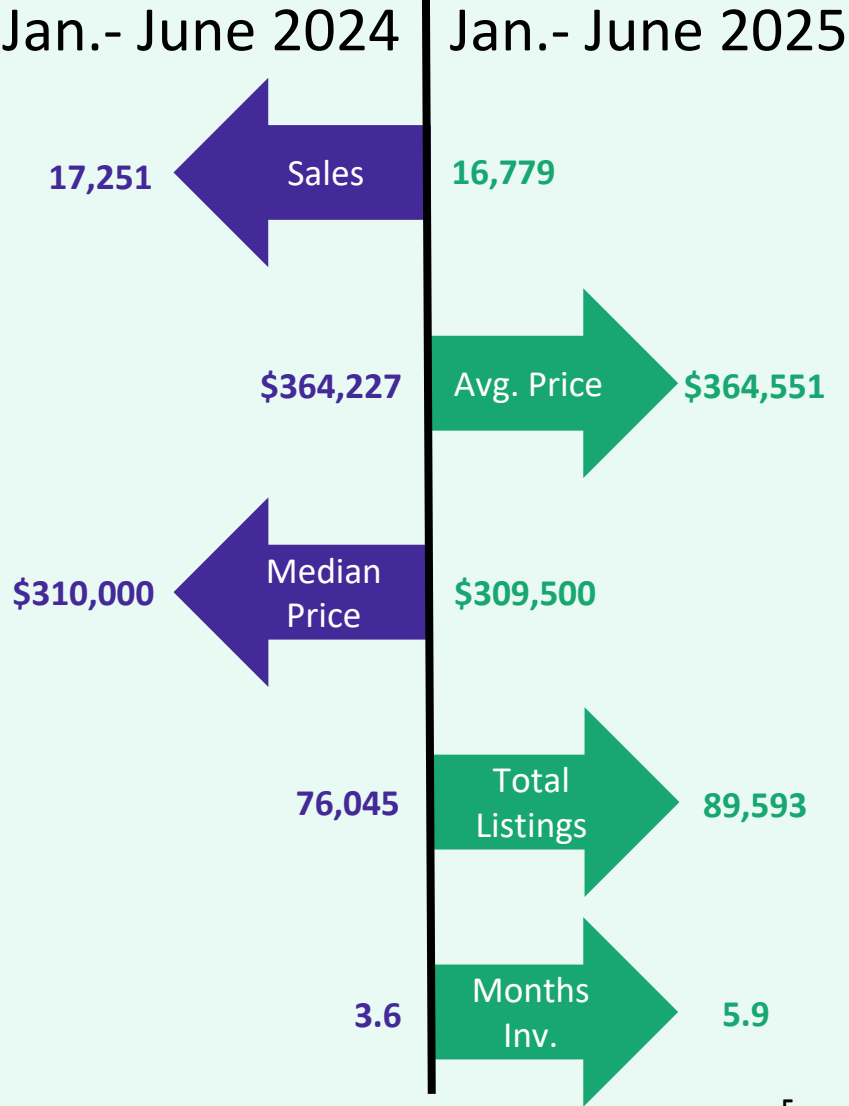 Jan.- June 2024
Jan.- June 2025
17,251
Sales
16,779
$364,227
Avg. Price
$364,551
$310,000
Median
Price
$309,500
76,045
Total
Listings
89,593
3.6
Months
Inv.
5.9